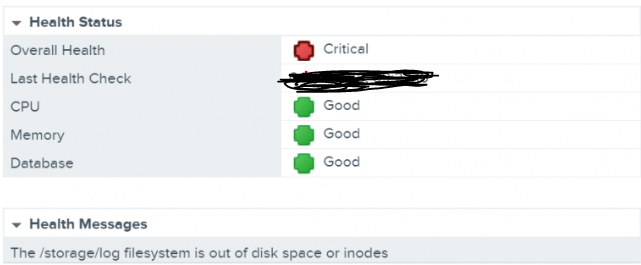 Health Status
Overall Health Critical
Last Health Check
CPU Good
Memory Good
Database Good
Health Messages
The /storage/log filesystem is out of disk space or inodes